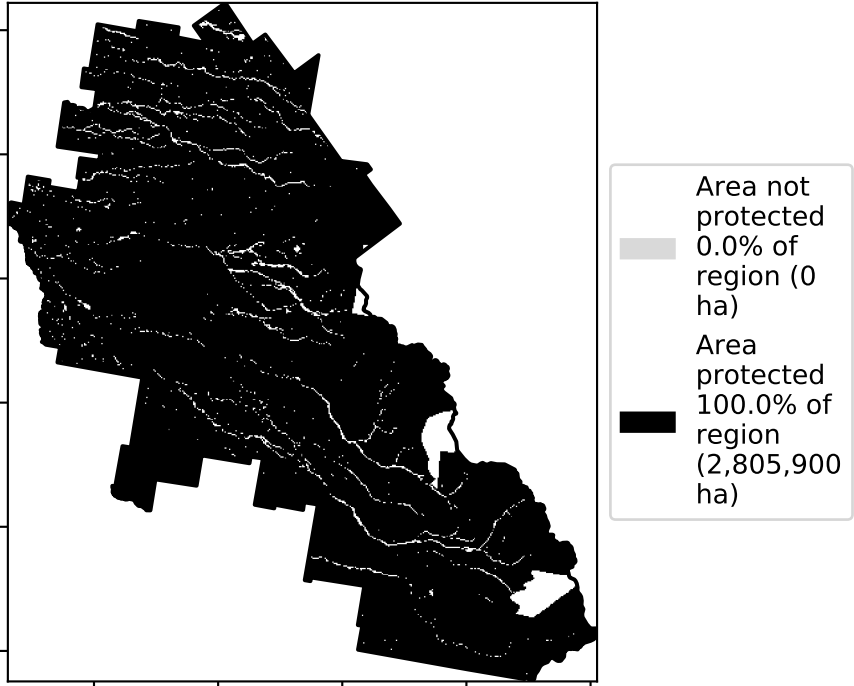 Area not
protected
0.0% of
region (0
ha)
Area
protected
100.0% of
region
(2,805,900
ha)